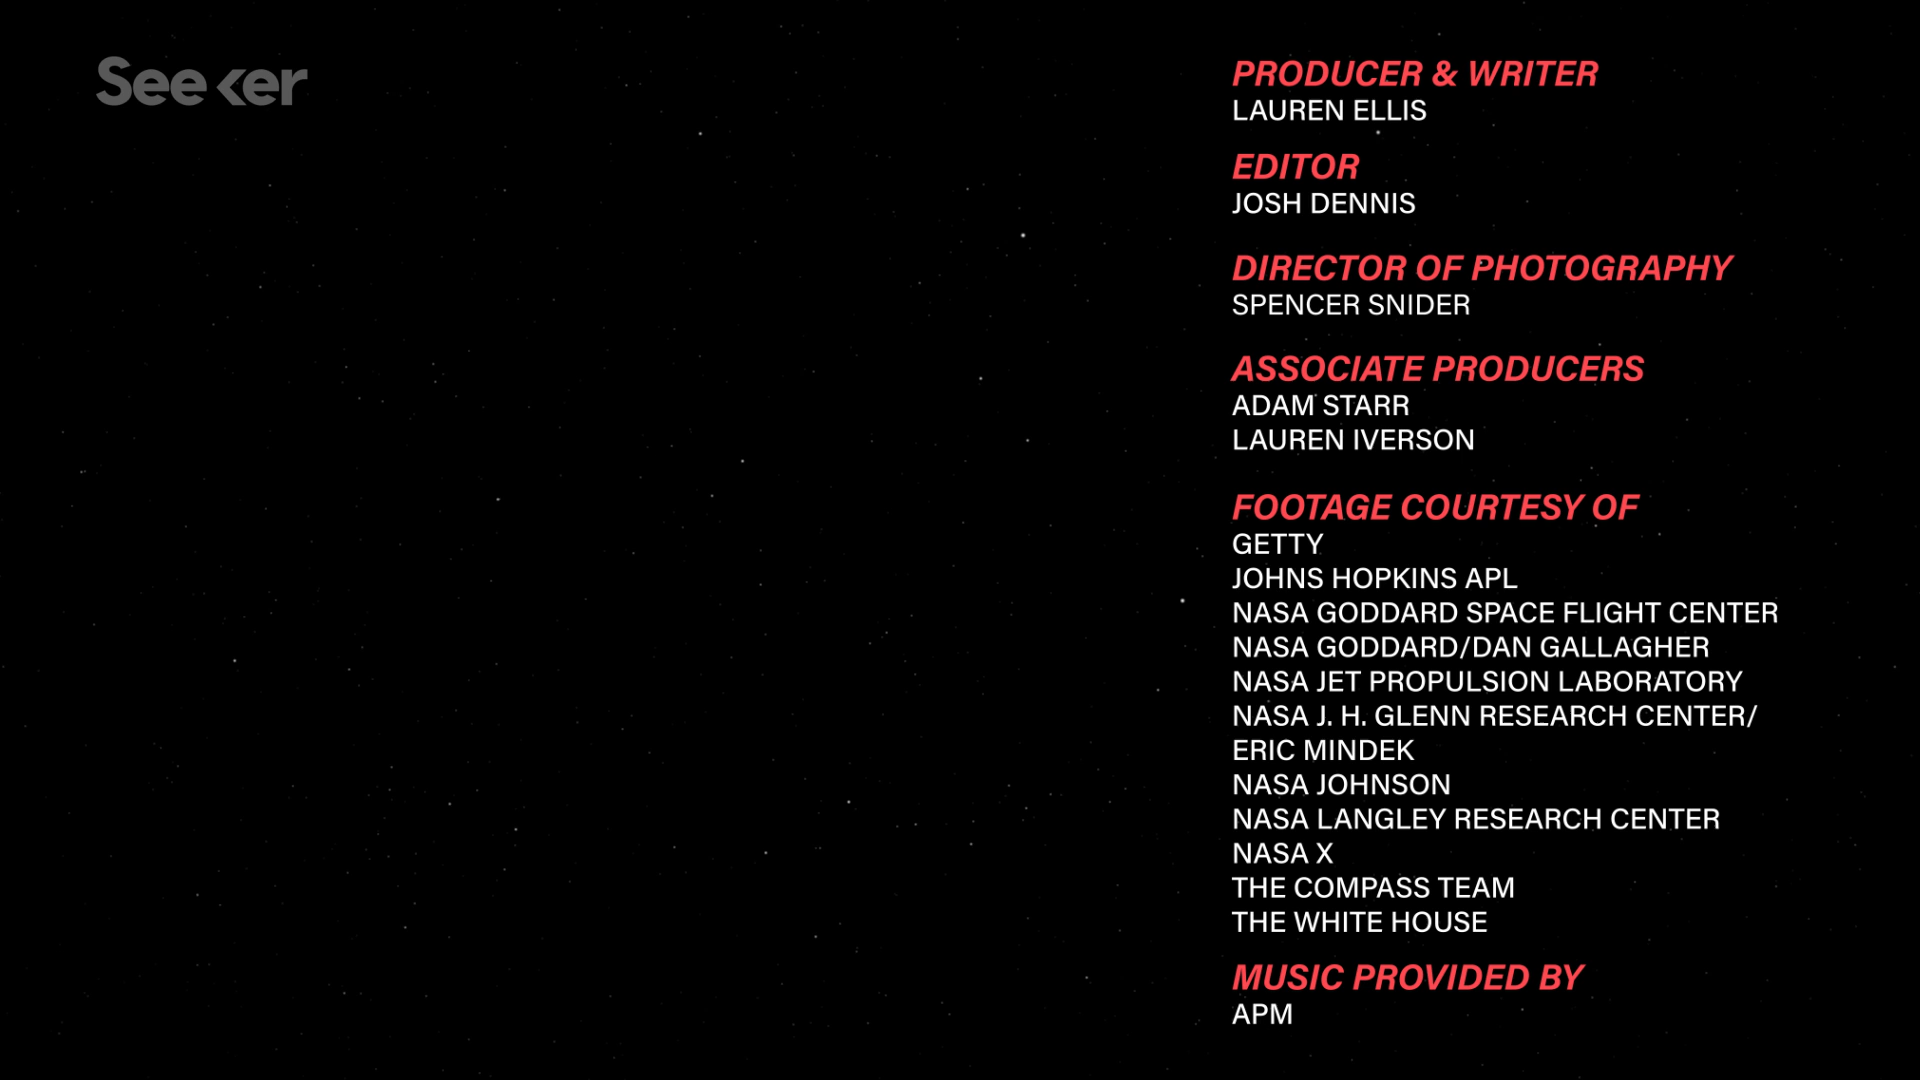 Seeker
PRODUCER & WRITER
LAUREN ELLIS
EDITOR
JOSH DENNIS
DIRECTOR OF PHOTOGRAPHY
SPENCER SNIDER
ASSOCIATE PRODUCERS
ADAM STARR
LAUREN IVERSON
FOOTAGE COURTESY OF
GETTY
JOHNS HOPKINS APL
NASA GODDARD SPACE FLIGHT CENTER
NASA GODDARD/DAN GALLAGHER
NASA JET PROPULSION LABORATORY
NASA J. H. GLENN RESEARCH CENTER/
ERIC MINDEK
NASA JOHNSON
NASA LANGLEY RESEARCH CENTER
NASA X
THE COMPASS TEAM
THE WHITE HOUSE
MUSIC PROVIDED BY
APM